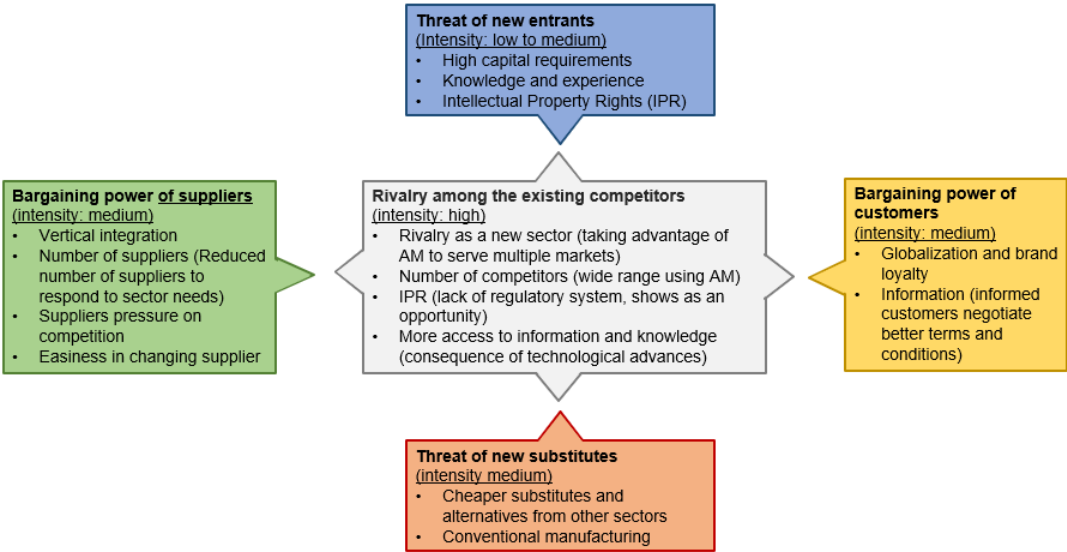 Threat of new entrants
(Intensity: low to medium)
• High capital requirements
• Knowledge and experience
• Intellectual Property Rights (IPR)
Bargaining power of suppliers
(intensity: medium)
• Vertical integration
• Number of suppliers (Reduced
number of suppliers to
respond to sector needs)
• Suppliers pressure on
competition
• Easiness in changing supplier
Rivalry among the existing competitors
(intensity: high)
• Rivalry as a new sector (taking advantage of
AM to serve multiple markets)
• Number of competitors (wide range using AM)
• IPR (lack of regulatory system, shows as an
opportunity)
• More access to information and knowledge
(consequence of technological advances)
Bargaining power of
customers
(intensity: medium)
• Globalization and brand
loyalty
• Information (informed
customers negotiate
better terms and
conditions)
Threat of new substitutes
(intensity medium)
• Cheaper substitutes and
alternatives from other sectors
• Conventional manufacturing